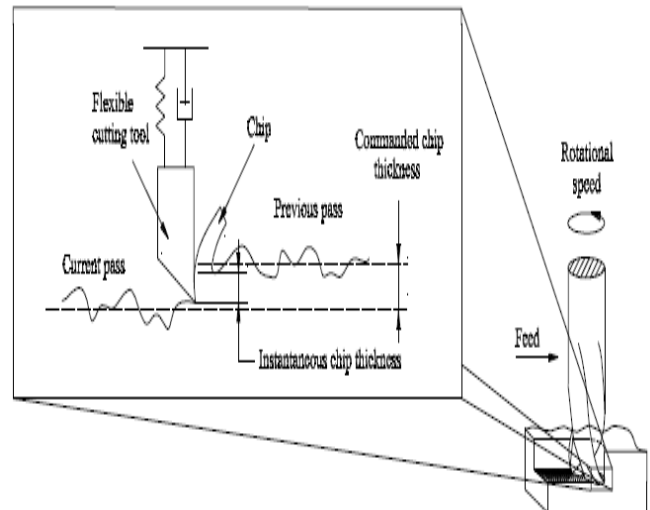 Flexible
cutting tool
Chip
Commanded chip
thickness
Previous pass
Current pass
Instantaneous chip thickness
Rotational
speed
Feed